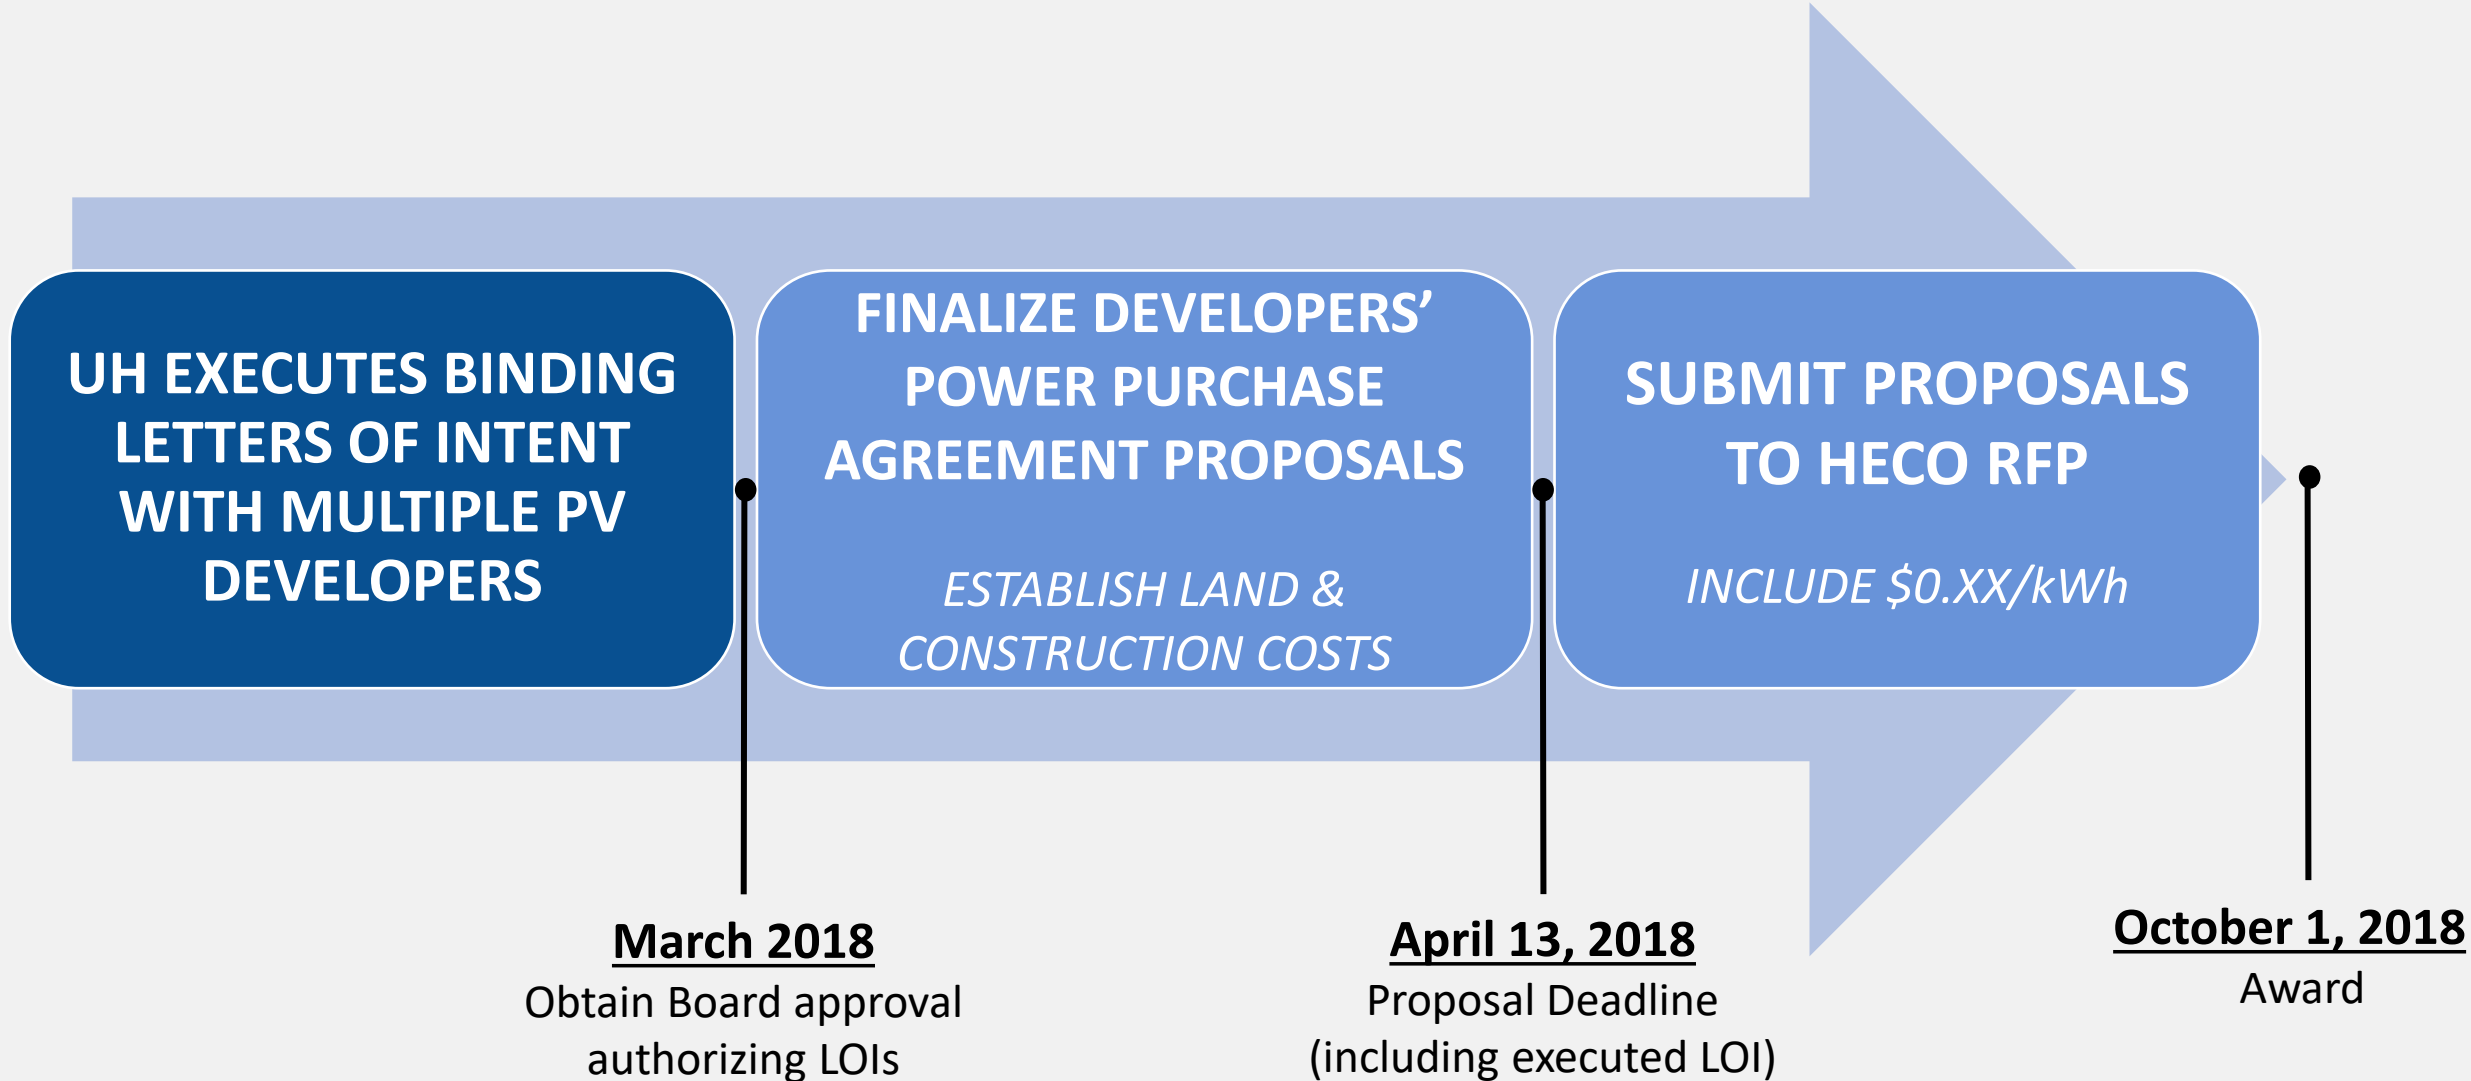 UH EXECUTES BINDING
LETTERS OF INTENT
WITH MULTIPLE PV
DEVELOPERS
FINALIZE DEVELOPERS’
POWER PURCHASE
AGREEMENT PROPOSALS
ESTABLISH LAND &
CONSTRUCTION COSTS
SUBMIT PROPOSALS
TO HECO RFP
INCLUDE $0.XX/kWh
March 2018
Obtain Board approval
authorizing LOIs
April 13, 2018
Proposal Deadline
(including executed LOI)
October 1, 2018
Award